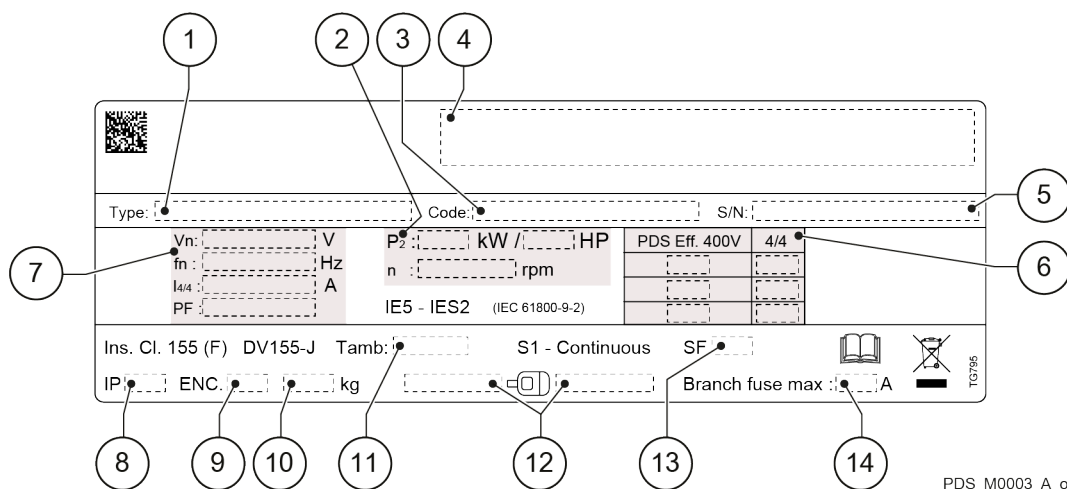 1 2 3 4
Type: Code: S/N: 5
Vn: V P2 : kW / HP PDS Eff. 400V 4/4
fn : Hz n : rpm
7 I4/4 : A 6
PF : IE5 - IES2 (IEC 61800-9-2)
Ins. Cl. 155 (F) DV155-J Tamb: S1 - Continuous SF
IP ENC. kg Branch fuse max : A
TG795
8 9 10 11 12 13 14
PDS_M0003_A_o